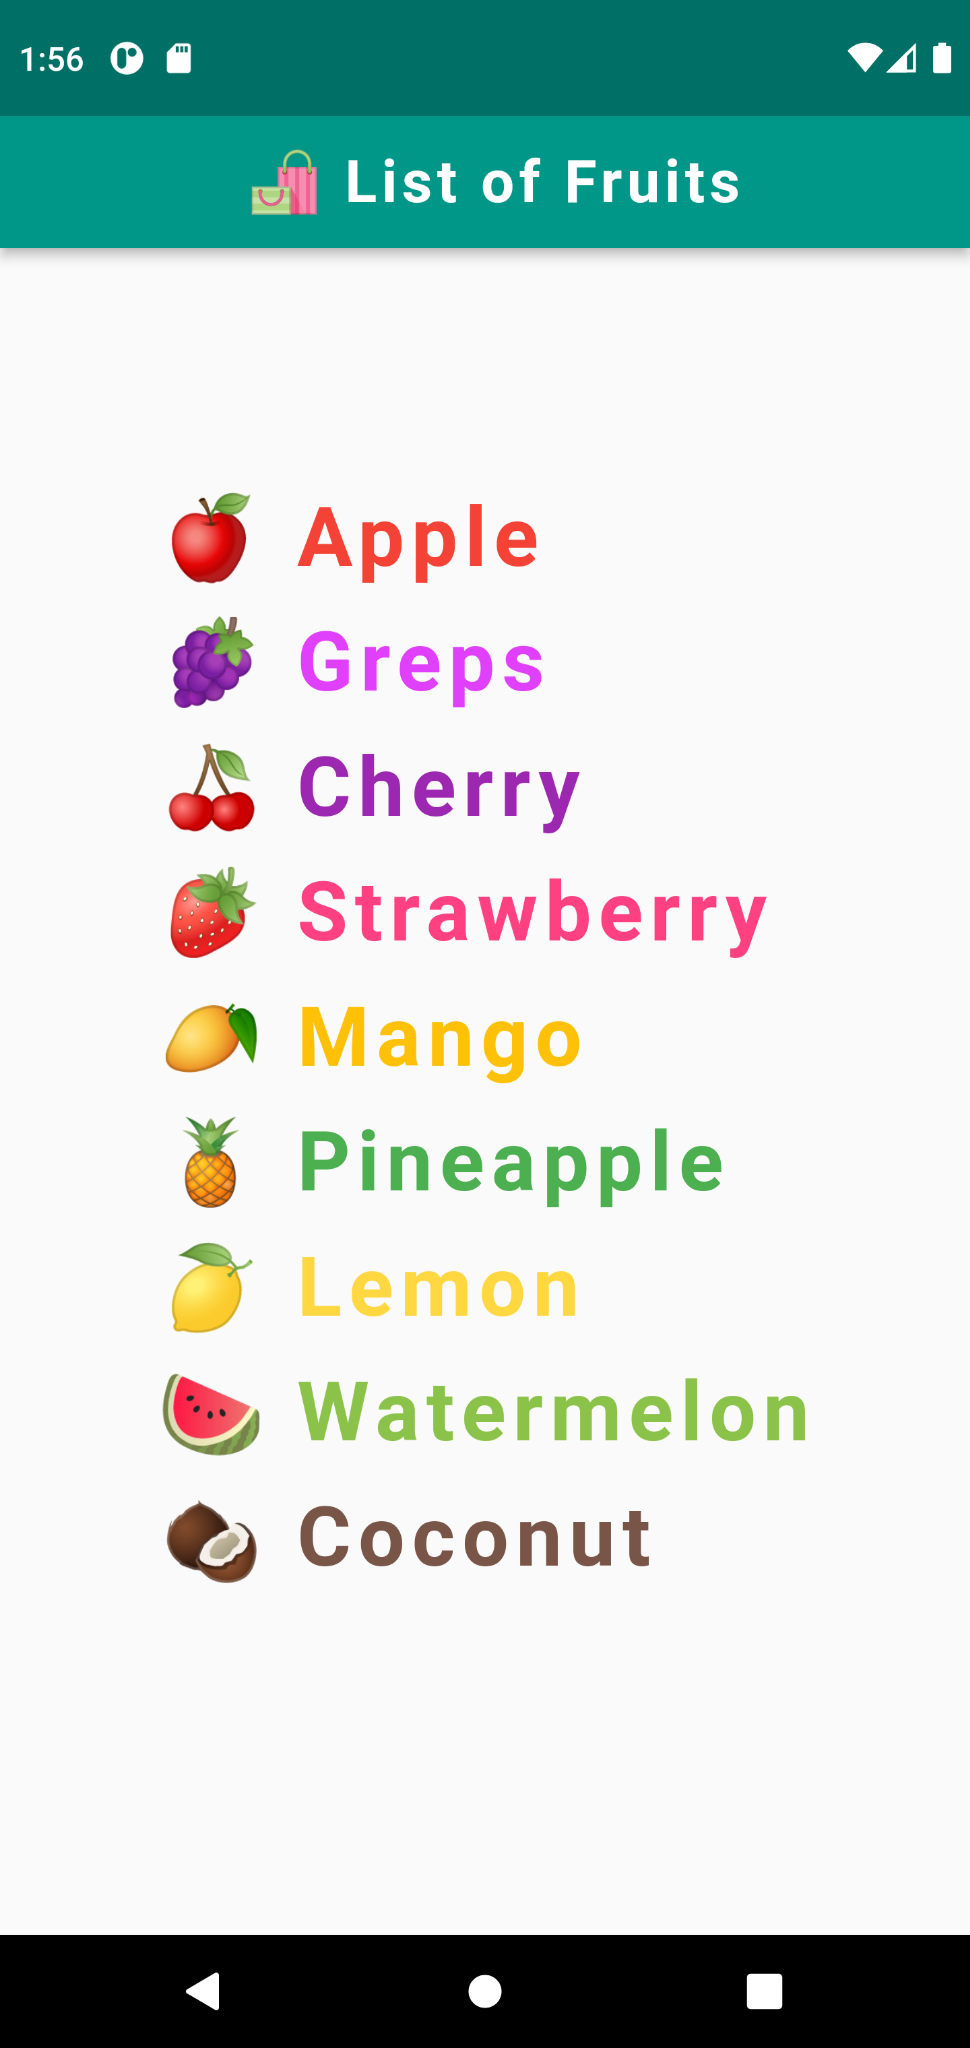 1:56
List of Fruits
Apple
Greps
Cherry
Strawberry
Mango
Pineapple
Lemon
Watermelon
Coconut